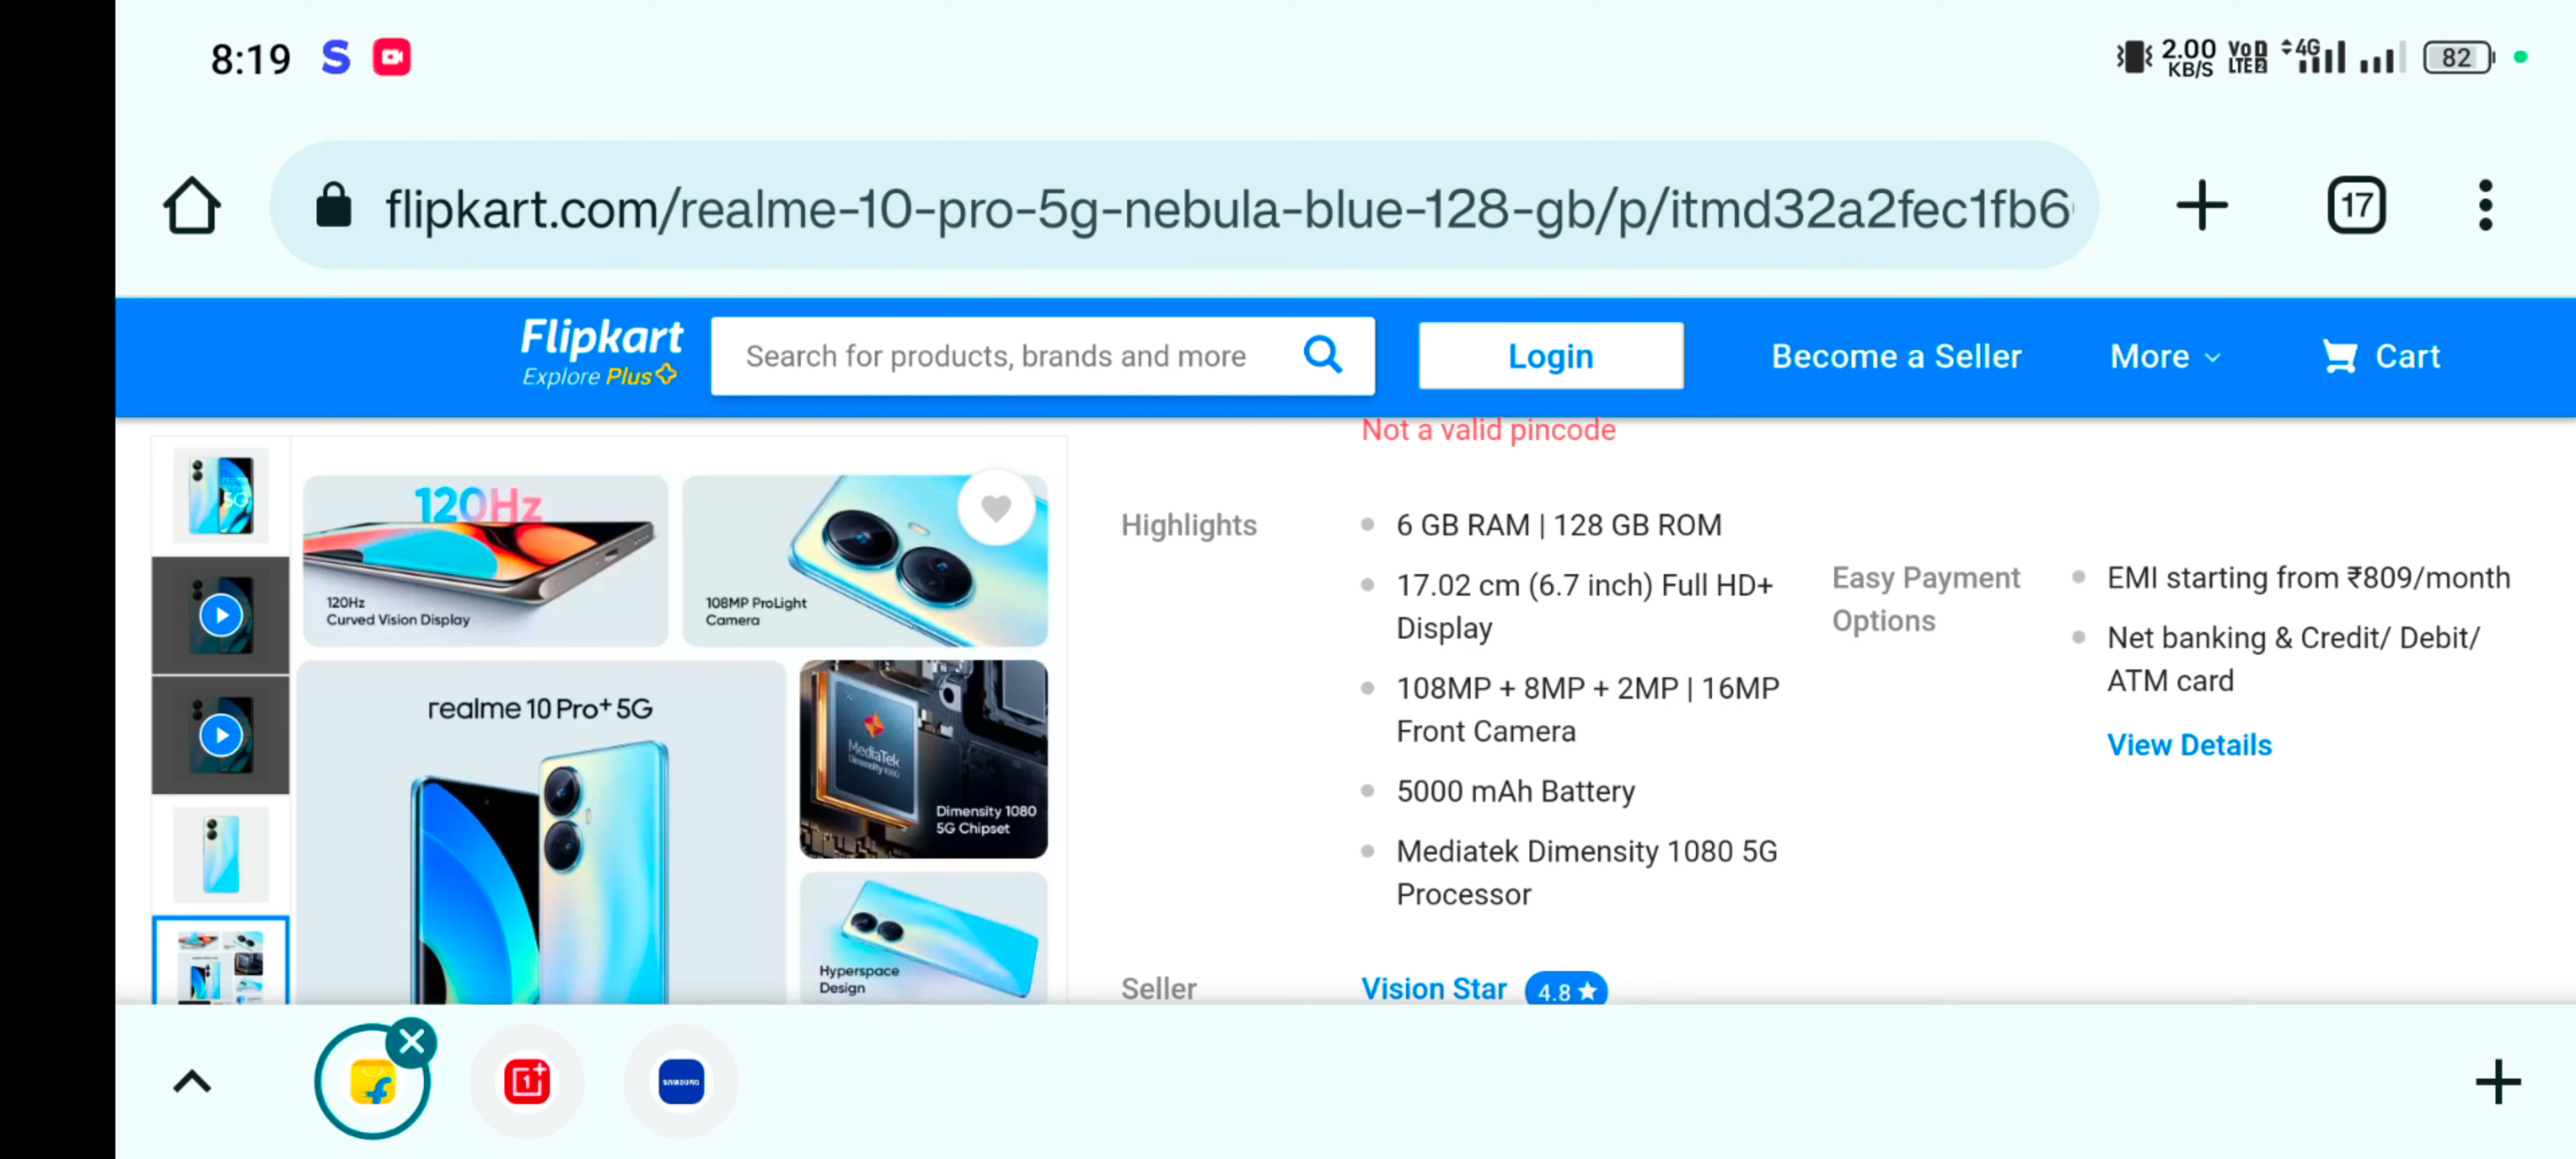 8:19
2.00
KB/S
Vo
LTE
4G
82
flipkart.com/realme-10-pro-5g-nebula-blue-128-gb/p/itmd32a2fec1fb6
17
Flipkart
Explore Plus
Search for products, brands and more
Login
Become a Seller
More
Cart
Not a valid pincode
120Hz
120Hz
Curved Vision Display
108MP ProLight
Camera
realme 10 Pro+ 5G
MediaTek
Dimensity 1080
Dimensity 1080
5G Chipset
Hyperspace
Design
Highlights
6 GB RAM | 128 GB ROM
17.02 cm (6.7 inch) Full HD+
Display
108MP + 8MP + 2MP | 16MP
Front Camera
5000 mAh Battery
Mediatek Dimensity 1080 5G
Processor
Easy Payment
Options
EMI starting from ₹809/month
Net banking & Credit/ Debit/
ATM card
View Details
Seller
Vision Star 4.8★
SAMSUNG